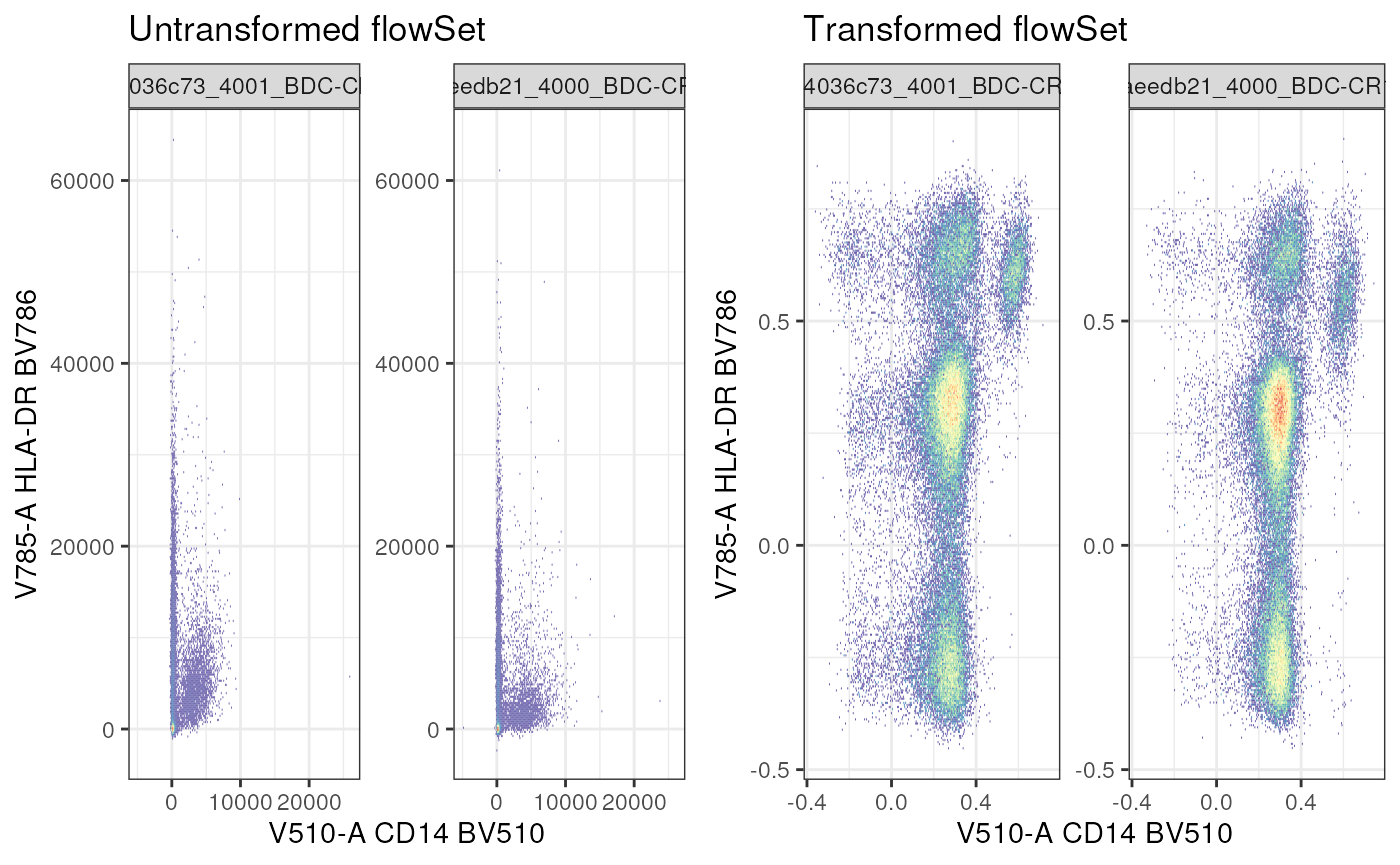 Untransformed flowSet
036c73_4001_BDC-C
eedb21_4000_BDC-CF
60000
40000
20000
0
60000
40000
20000
0
0
10000
20000
0
10000
20000
V785-A HLA-DR BV786
V510-A CD14 BV510
Transformed flowSet
4036c73_4001_BDC-CR
aeedb21_4000_BDC-CR
0.5
0.0
-0.5
0.5
0.0
-0.5
-0.4
0.0
0.4
-0.4
0.0
0.4
V785-A HLA-DR BV786
V510-A CD14 BV510